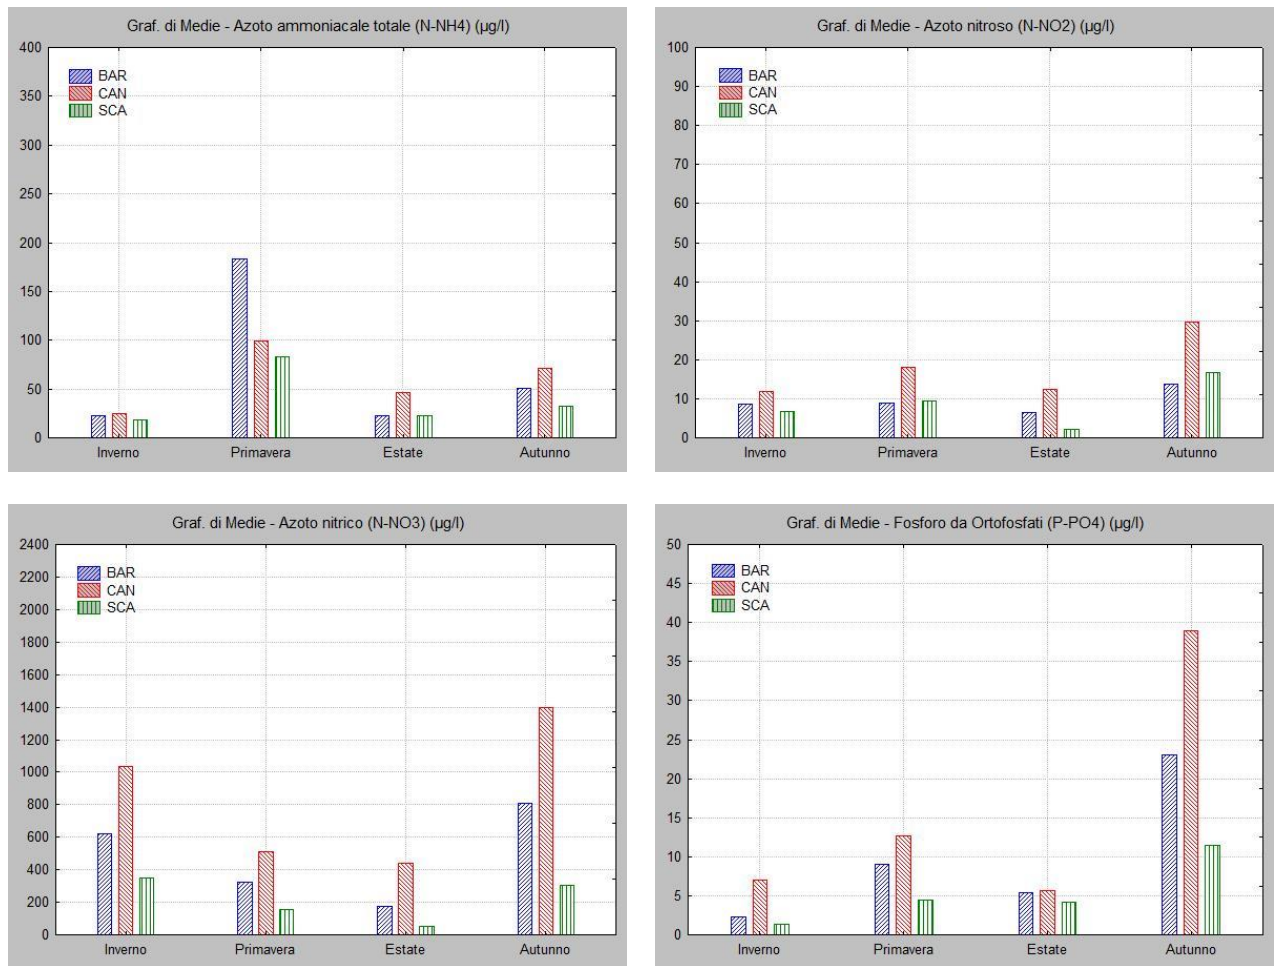 Graf. di Medie - Azoto ammoniacale totale (N-NH4) (µg/l)
400
350
300
250
200
150
100
50
0
BAR
CAN
SCA
Inverno Primavera Estate Autunno
Graf. di Medie - Azoto nitroso (N-NO2) (µg/l)
100
90
80
70
60
50
40
30
20
10
0
BAR
CAN
SCA
Inverno Primavera Estate Autunno
Graf. di Medie - Azoto nitrico (N-NO3) (µg/l)
2400
2200
2000
1800
1600
1400
1200
1000
800
600
400
200
0
BAR
CAN
SCA
Inverno Primavera Estate Autunno
Graf. di Medie - Fosforo da Ortofosfati (P-PO4) (µg/l)
50
45
40
35
30
25
20
15
10
5
0
BAR
CAN
SCA
Inverno Primavera Estate Autunno